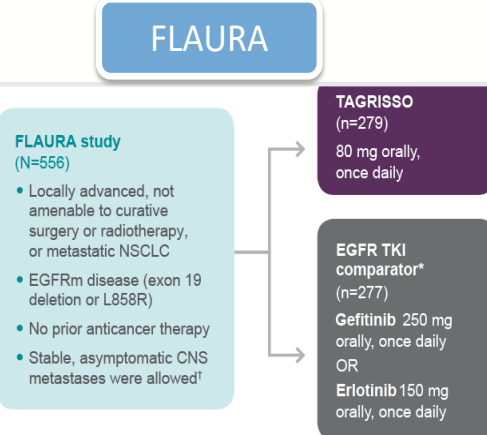 FLAURA
FLAURA study
(N=556)
• Locally advanced, not
amenable to curative
surgery or radiotherapy,
or metastatic NSCLC
• EGFRm disease (exon 19
deletion or L858R)
• No prior anticancer therapy
• Stable, asymptomatic CNS
metastases were allowed†
TAGRISSO
(n=279)
80 mg orally,
once daily
EGFR TKI
comparator*
(n=277)
Gefitinib 250 mg
orally, once daily
OR
Erlotinib 150 mg
orally, once daily